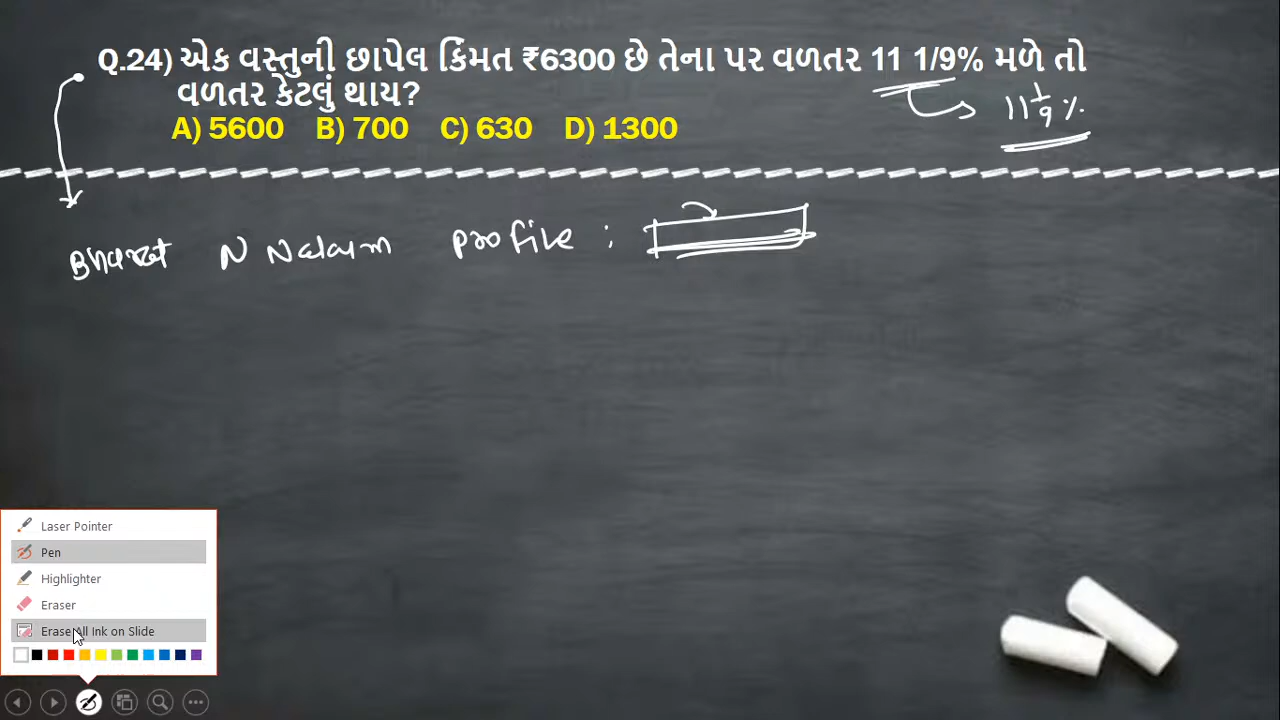 Q.24) એક વસ્તુની છાપેલ કિંમત ₹6300 છે તેના પર વળતર 11 1/9% મળે તો
વળતર કેટલું થાય?
11 1/9 %
A) 5600 B) 700 C) 630 D) 1300
Bharat N profile :
Laser Pointer
Pen
Highlighter
Eraser
Erase All Ink on Slide